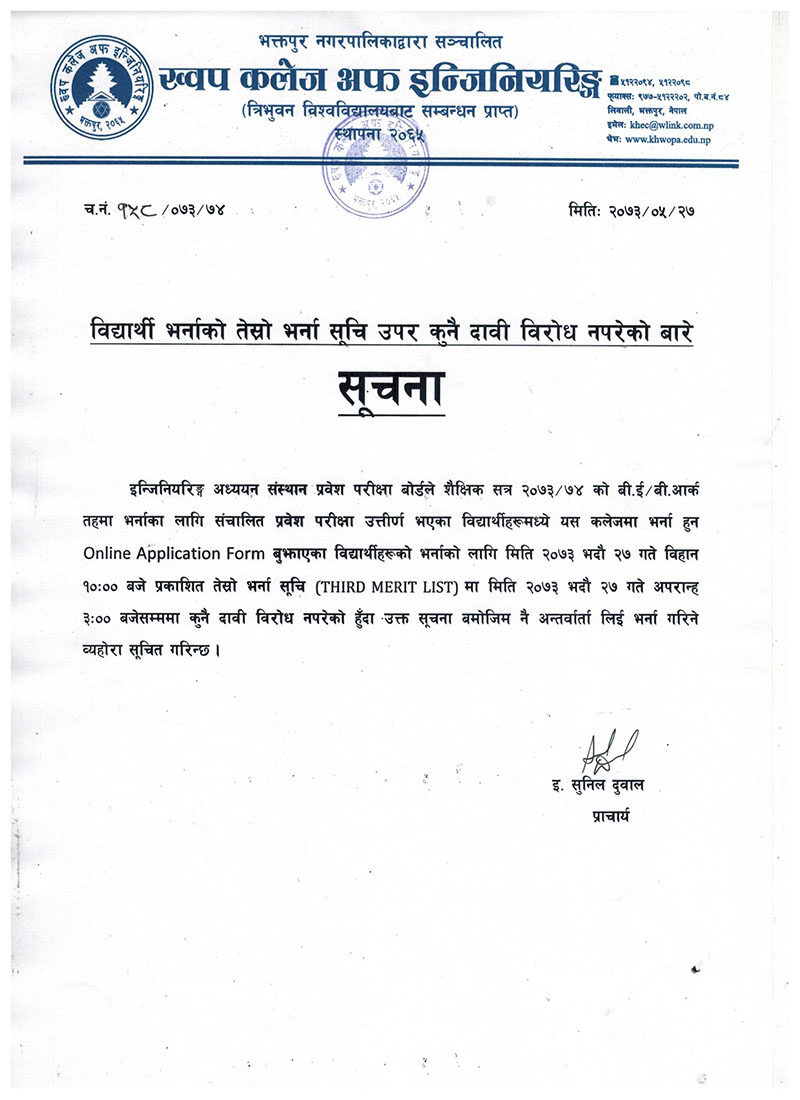 भक्तपुर नगरपालिकाद्वारा सञ्चालित
ख्वप कलेज अफ इन्जिनियरिङ्ग
(त्रिभुवन विश्वविद्यालयबाट सम्बन्धन प्राप्त)
स्थापना २०६५
ख्वप कलेज अफ इन्जिनियरिङ्ग
भक्तपुर, २०६५
५१२२०९४, ५१२२०९८
फ्याक्सः ९७७-५१२२२०२, पो.ब.नं.८४
लिवाली, भक्तपुर, नेपाल
इमेलः khec@wlink.com.np
वेभः www.khwopa.edu.np
च.नं. १५८/०७३/७४
मितिः २०७३/०५/२७
विद्यार्थी भर्नाको तेस्रो भर्ना सूचि उपर कुनै दावी विरोध नपरेको बारे
सूचना
इन्जिनियरिङ्ग अध्ययन संस्थान प्रवेश परीक्षा बोर्डले शैक्षिक सत्र २०७३/७४ को बी.ई/बी.आर्क
तहमा भर्नाका लागि संचालित प्रवेश परीक्षा उत्तीर्ण भएका विद्यार्थीहरूमध्ये यस कलेजमा भर्ना हुन
Online Application Form बुझाएका विद्यार्थीहरूको भर्नाको लागि मिति २०७३ भदौ २७ गते विहान
१०:०० बजे प्रकाशित तेस्रो भर्ना सूचि (THIRD MERIT LIST) मा मिति २०७३ भदौ २७ गते अपरान्ह
३:०० बजेसम्ममा कुनै दावी विरोध नपरेको हुँदा उक्त सूचना बमोजिम नै अन्तर्वार्ता लिई भर्ना गरिने
व्यहोरा सूचित गरिन्छ ।
इ. सुनिल दुवाल
प्राचार्य